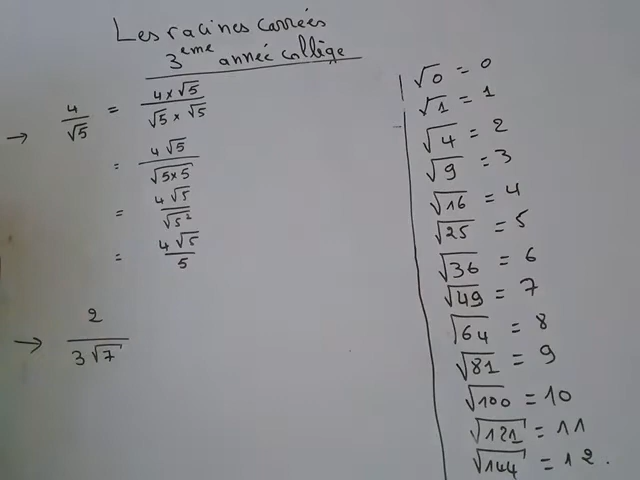 Les racines carrées
3ème année collège
→ 4/√5 = 4×√5/√5×√5
= 4√5/√5×5
= 4√5/√5²
= 4√5/5
→ 2/3√7
√0 = 0
√1 = 1
√4 = 2
√9 = 3
√16 = 4
√25 = 5
√36 = 6
√49 = 7
√64 = 8
√81 = 9
√100 = 10
√121 = 11
√144 = 12.